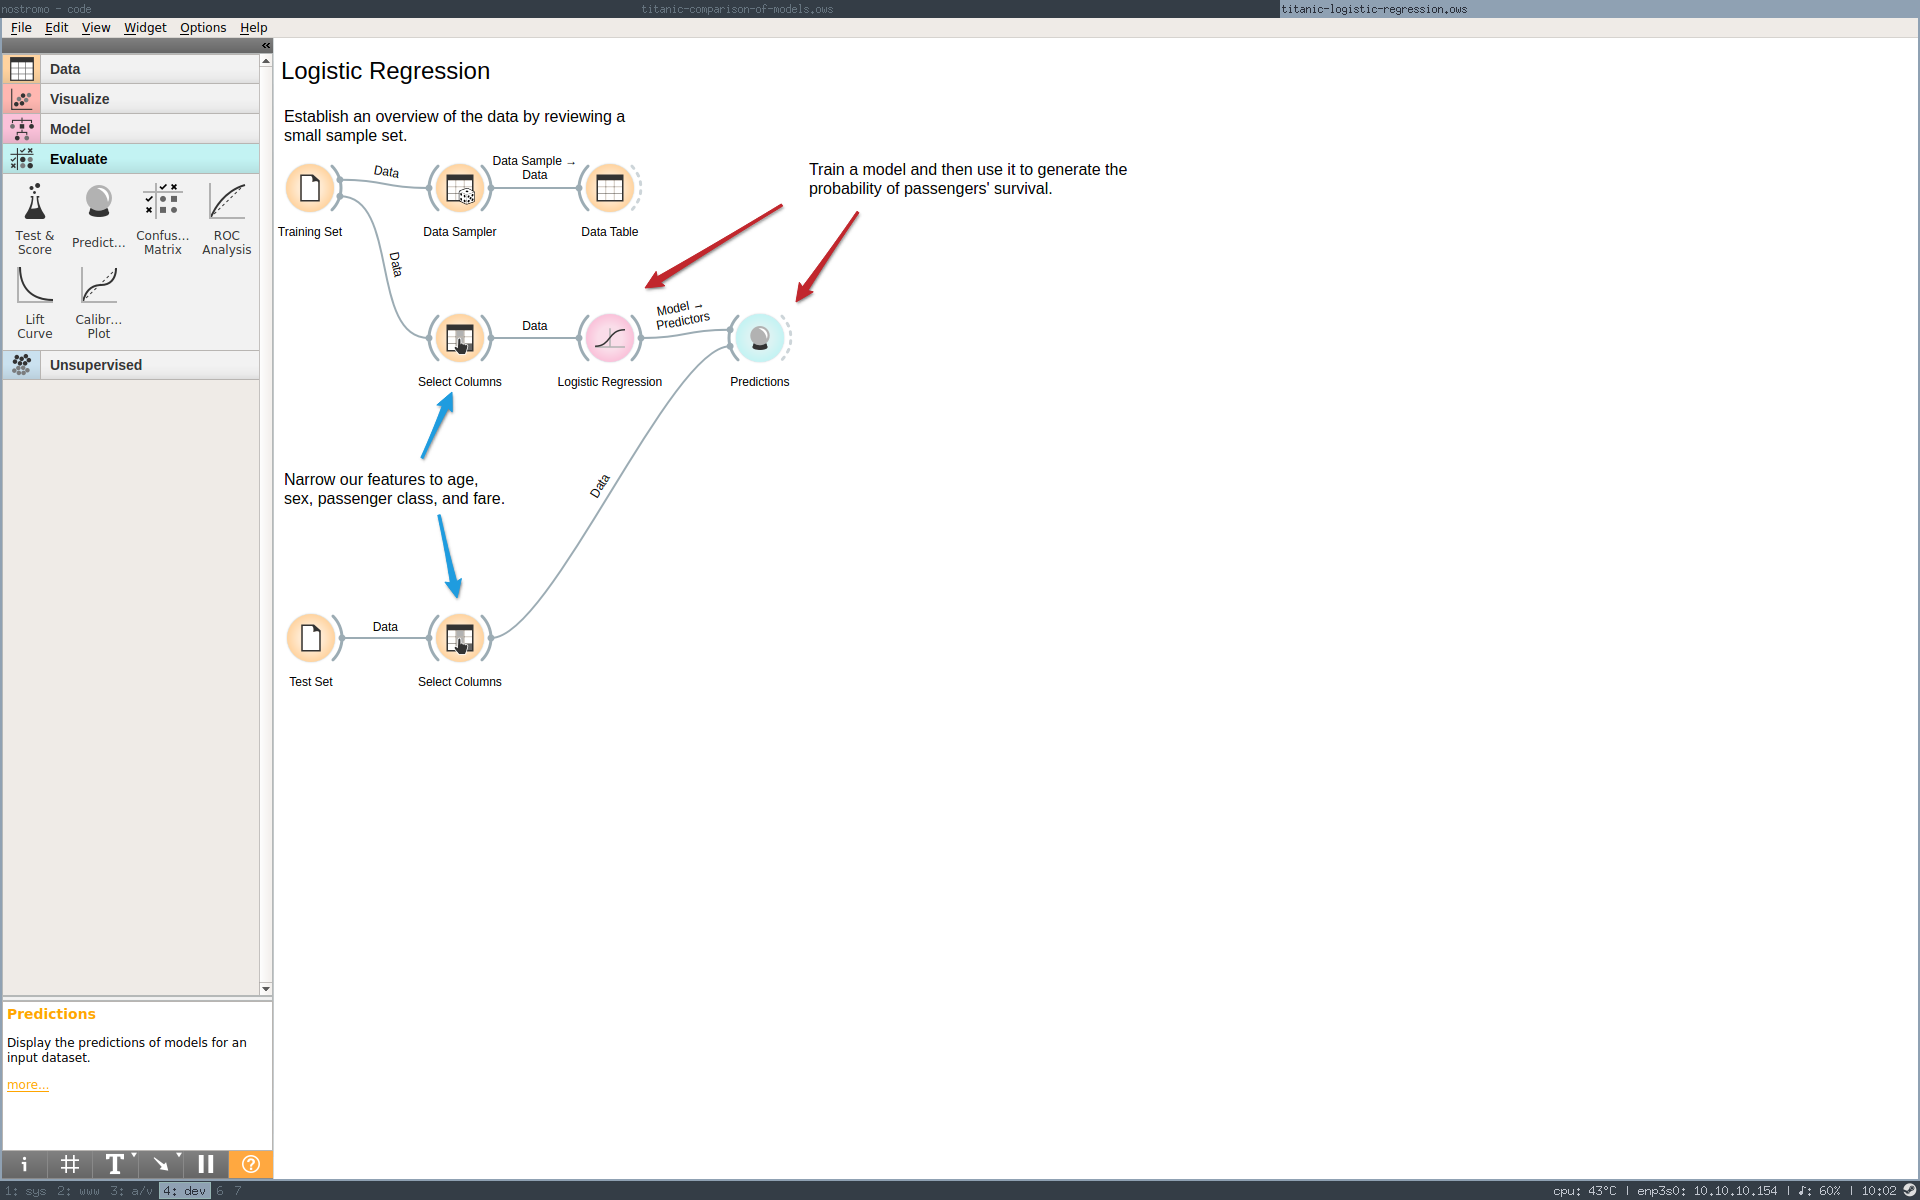 nostromo - code
titanic-comparison-of-models.ows
titanic-logistic-regression.ows
File Edit View Widget Options Help
«
Data
Visualize
Model
Evaluate
Test & Score
Predict...
Confus... Matrix
ROC Analysis
Lift Curve
Calibr... Plot
Unsupervised
Logistic Regression
Establish an overview of the data by reviewing a
small sample set.
Data
Data Sample →
Data
Training Set
Data Sampler
Data Table
Train a model and then use it to generate the
probability of passengers' survival.
Data
Data
Model →
Predictors
Select Columns
Logistic Regression
Predictions
Narrow our features to age,
sex, passenger class, and fare.
Data
Data
Test Set
Select Columns
Predictions
Display the predictions of models for an
input dataset.
more...
i
T
?
1: sys 2: www 3: a/v 4: dev 6 7
cpu: 43°C | enp3s0: 10.10.10.154 | ♪: 60% | 10:02